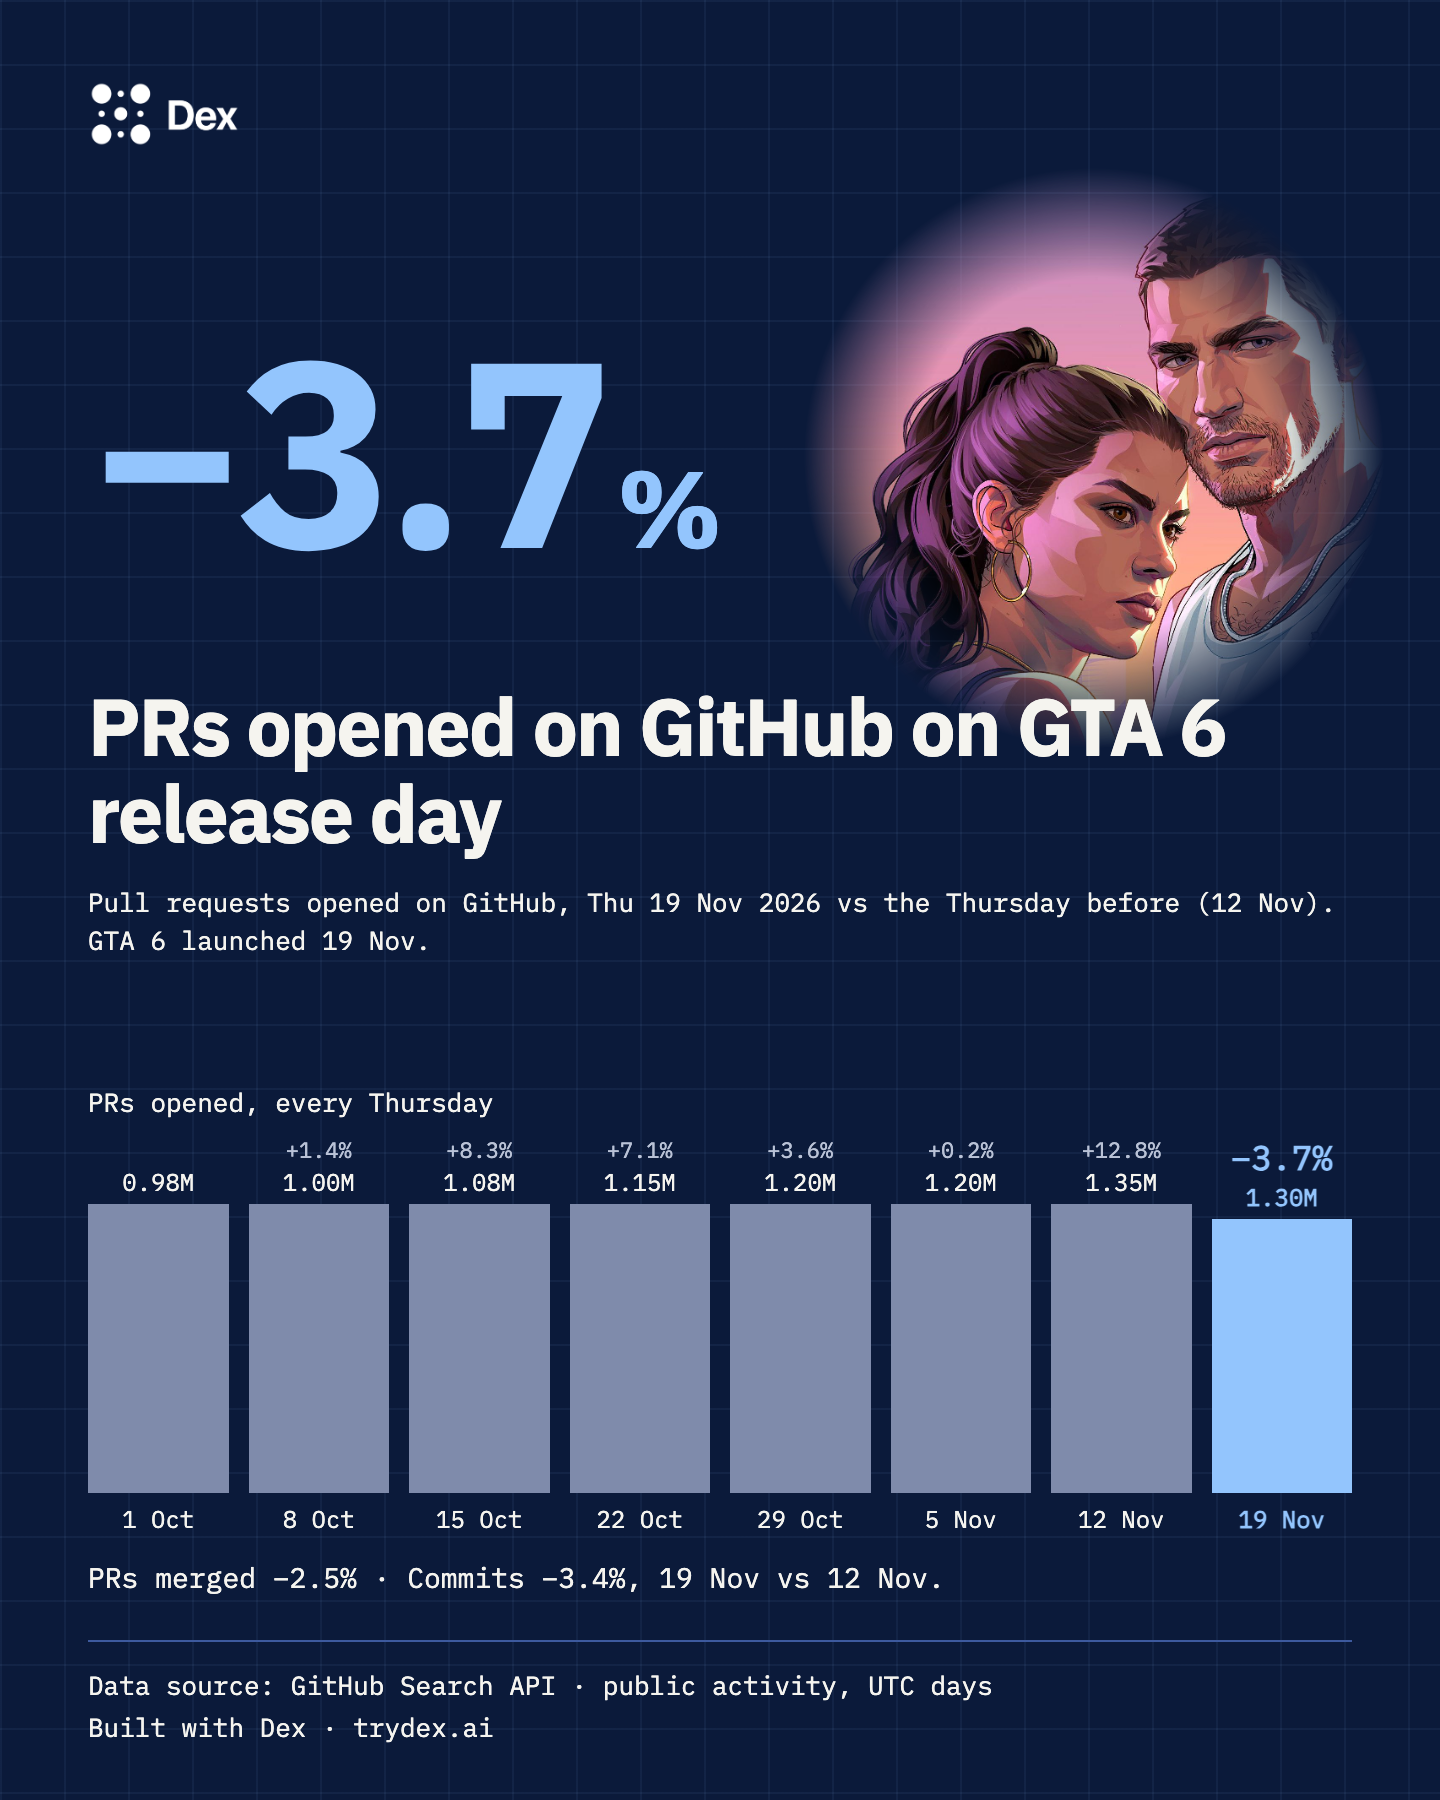 Dex
−3.7%
PRs opened on GitHub on GTA 6
release day
Pull requests opened on GitHub, Thu 19 Nov 2026 vs the Thursday before (12 Nov).
GTA 6 launched 19 Nov.
PRs opened, every Thursday
+1.4% +8.3% +7.1% +3.6% +0.2% +12.8% −3.7%
0.98M 1.00M 1.08M 1.15M 1.20M 1.20M 1.35M 1.30M
1 Oct 8 Oct 15 Oct 22 Oct 29 Oct 5 Nov 12 Nov 19 Nov
PRs merged −2.5% · Commits −3.4%, 19 Nov vs 12 Nov.
Data source: GitHub Search API · public activity, UTC days
Built with Dex · trydex.ai